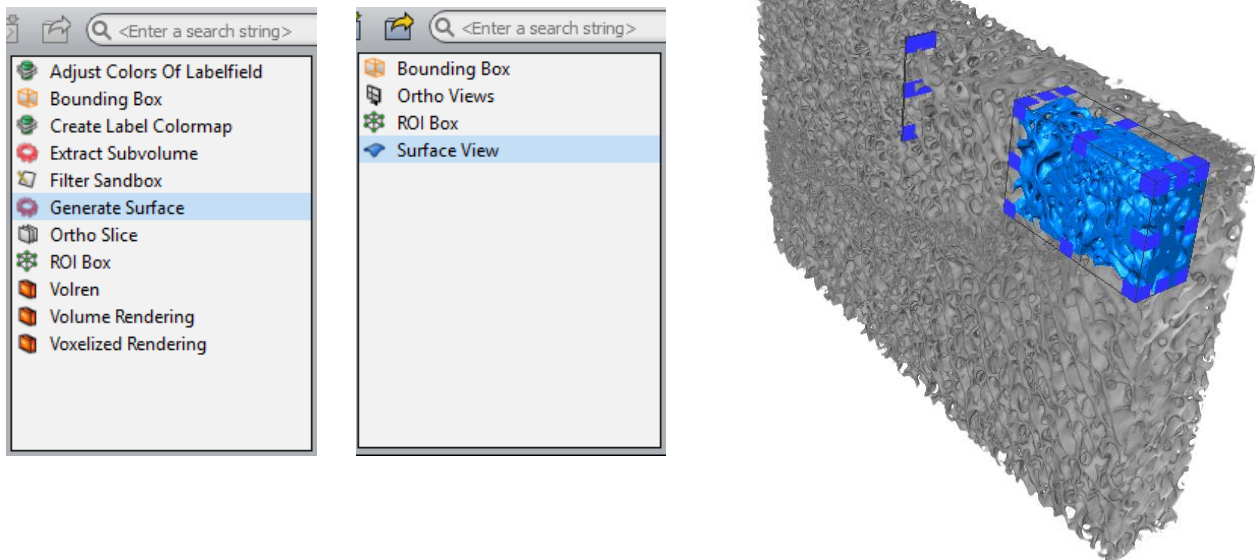 <Enter a search string>
Adjust Colors Of Labelfield
Bounding Box
Create Label Colormap
Extract Subvolume
Filter Sandbox
Generate Surface
Ortho Slice
ROI Box
Volren
Volume Rendering
Voxelized Rendering
<Enter a search string>
Bounding Box
Ortho Views
ROI Box
Surface View